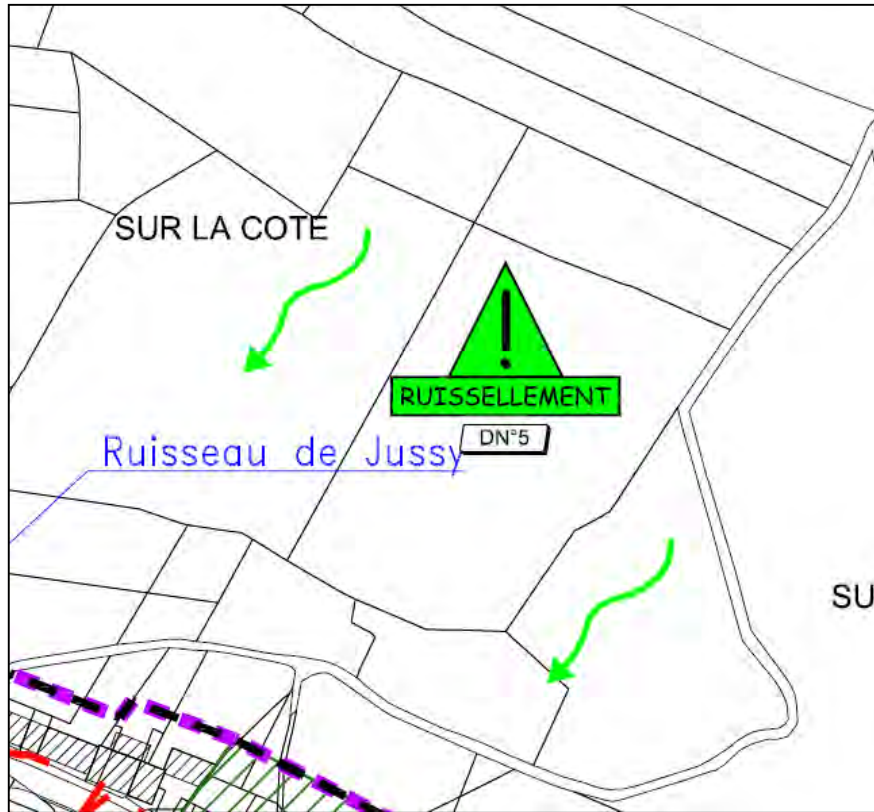 SUR LA COTE
RUISSELLEMENT
DN°5
Ruisseau de Jussy
SU